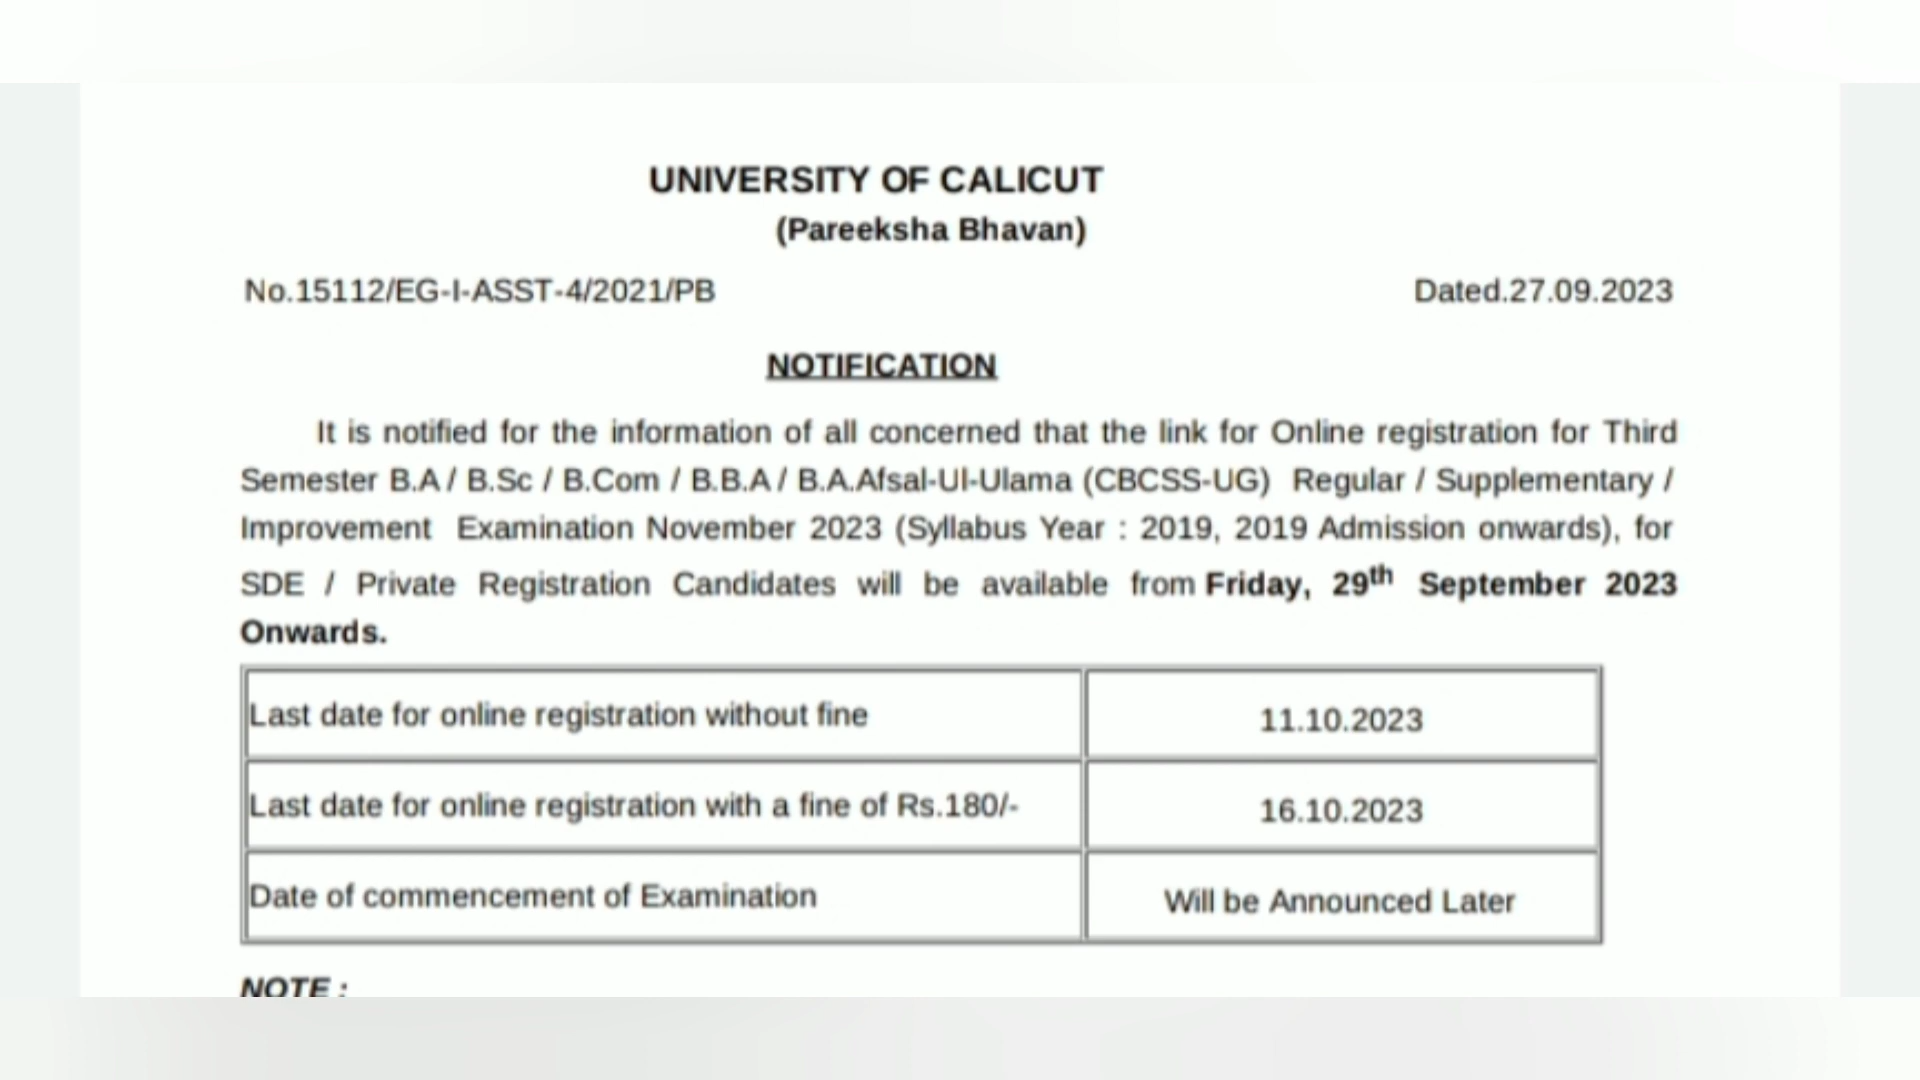 UNIVERSITY OF CALICUT
(Pareeksha Bhavan)
No.15112/EG-I-ASST-4/2021/PB Dated.27.09.2023
NOTIFICATION
It is notified for the information of all concerned that the link for Online registration for Third
Semester B.A / B.Sc / B.Com / B.B.A / B.A.Afsal-Ul-Ulama (CBCSS-UG) Regular / Supplementary /
Improvement Examination November 2023 (Syllabus Year : 2019, 2019 Admission onwards), for
SDE / Private Registration Candidates will be available from Friday, 29th September 2023
Onwards.
Last date for online registration without fine 11.10.2023
Last date for online registration with a fine of Rs.180/- 16.10.2023
Date of commencement of Examination Will be Announced Later
NOTE :